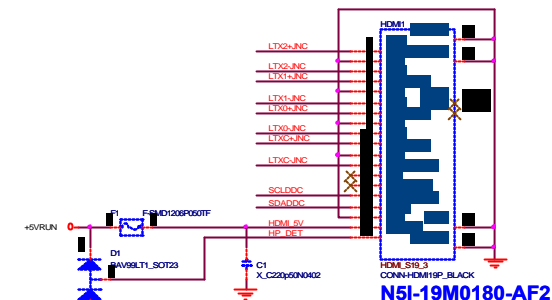 HDMI1
LTX2+JNC
LTX2-JNC
LTX1+JNC
LTX1-JNC
LTX0+JNC
LTX0-JNC
LTXC+JNC
LTXC-JNC
SCLDDC
SDADDC
F1
F-SMD1206P050TF
+5VRUN
HDMI_5V
HP_DET
D1
BAV99LT1_SOT23
C1
X_C220p50N0402
HDMI_S19_3
CONN-HDMI19P_BLACK
N5I-19M0180-AF2